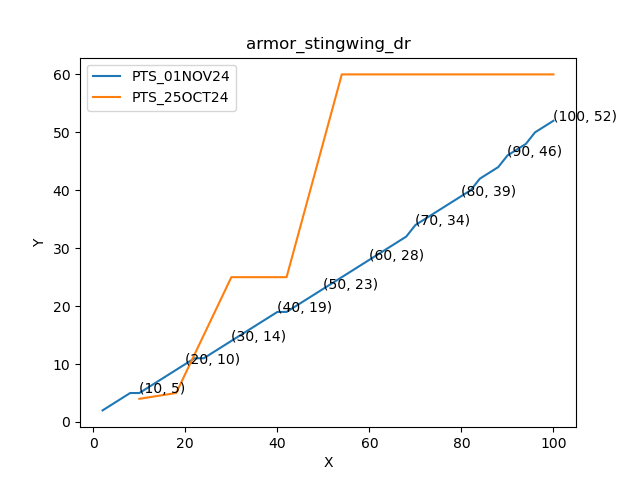 armor_stingwing_dr
PTS_01NOV24
PTS_25OCT24
60
50
40
30
20
10
0
Y
(100, 52)
(90, 46)
(80, 39)
(70, 34)
(60, 28)
(50, 23)
(40, 19)
(30, 14)
(20, 10)
(10, 5)
0 20 40 60 80 100
X